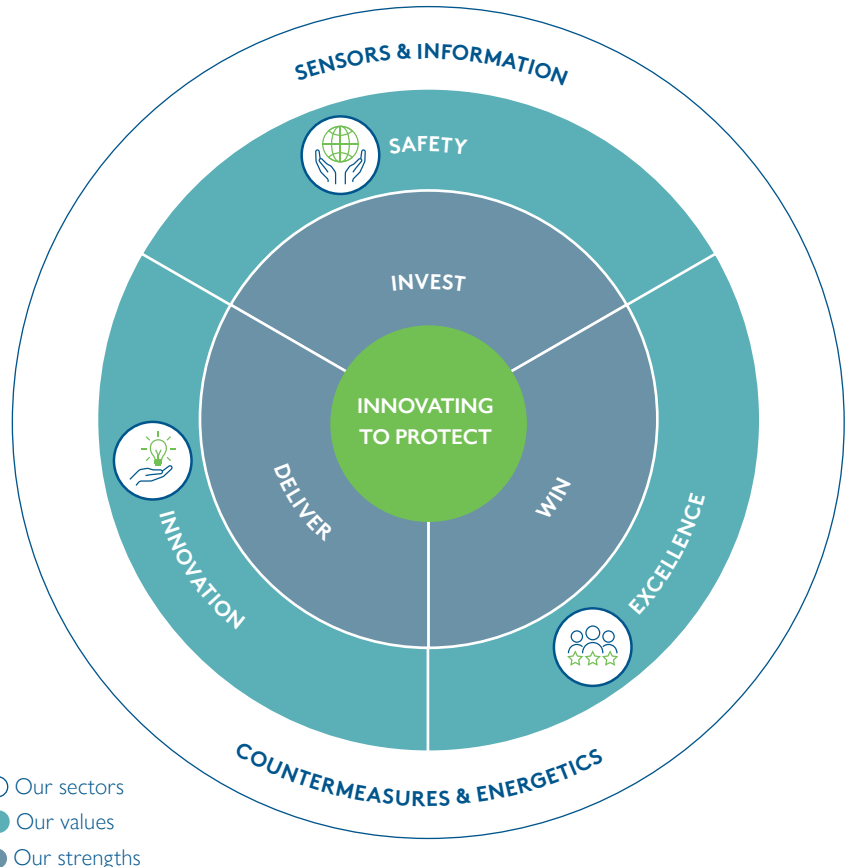 SENSORS & INFORMATION
SAFETY
INVEST
INNOVATING
TO PROTECT
DELIVER
WIN
INNOVATION
EXCELLENCE
COUNTERMEASURES & ENERGETICS
Our sectors
Our values
Our strengths